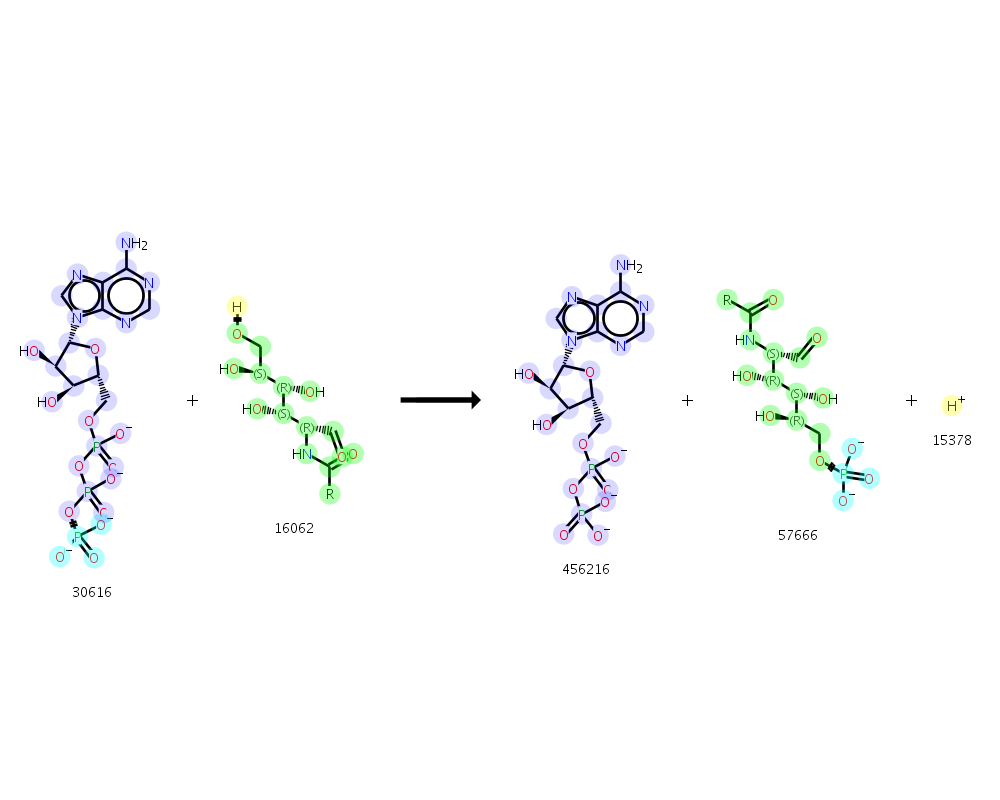 NH2
N
N
N
N
HO
O
HO
O
O−
P
O
O
O−
P
O
O
O−
P
O−
O
30616
+
H
O
HO
(S)
(R)
OH
HO
(S)
(R)
HN
O
O
R
16062
NH2
N
N
N
N
HO
O
HO
O
O−
P
O
O
O−
P
O
O−
456216
+
R
O
HN
(S)
O
HO
(R)
(S)
OH
HO
(R)
O
O−
P
O
O−
57666
+
H+
15378